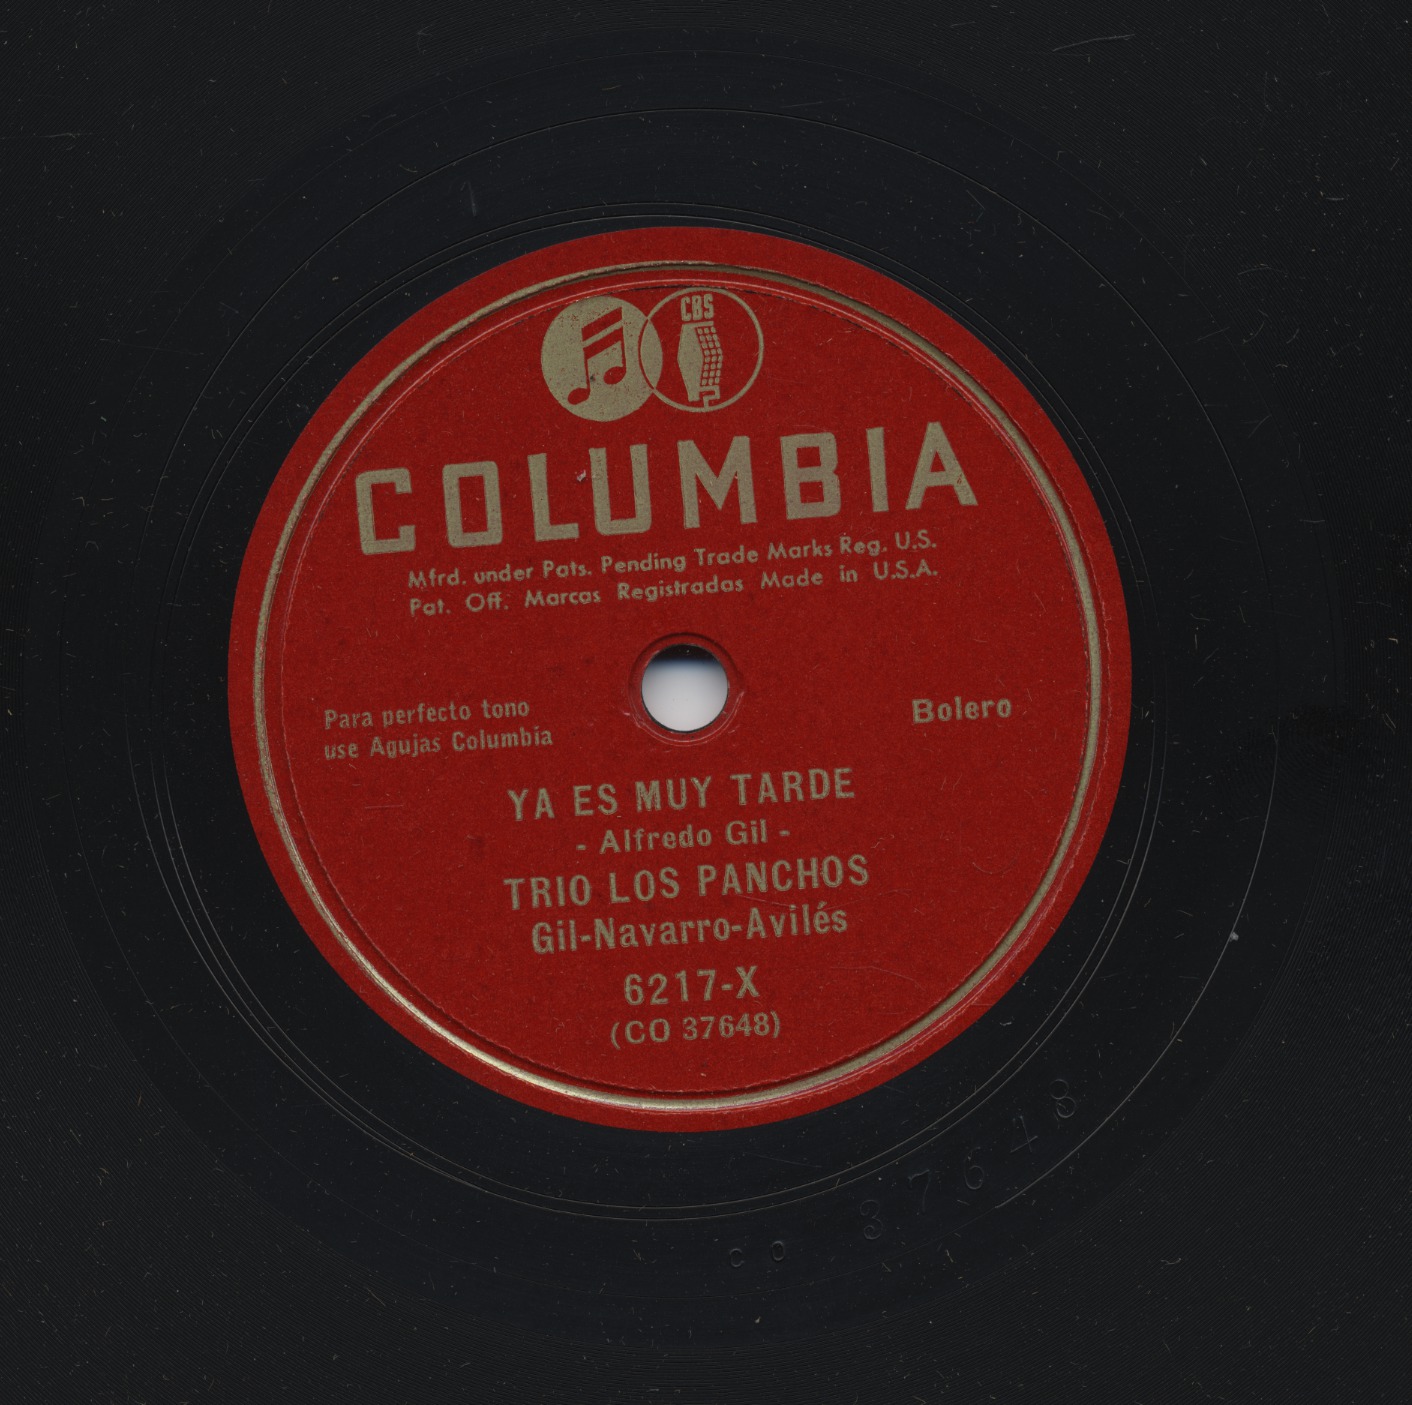 CBS
COLUMBIA
Mfrd. under Pats. Pending Trade Marks Reg. U.S.
Pat. Off. Marcas Registradas Made in U.S.A.
Para perfecto tono
use Agujas Columbia
Bolero
YA ES MUY TARDE
- Alfredo Gil -
TRIO LOS PANCHOS
Gil-Navarro-Avilés
6217-X
(CO 37648)
CO 37648